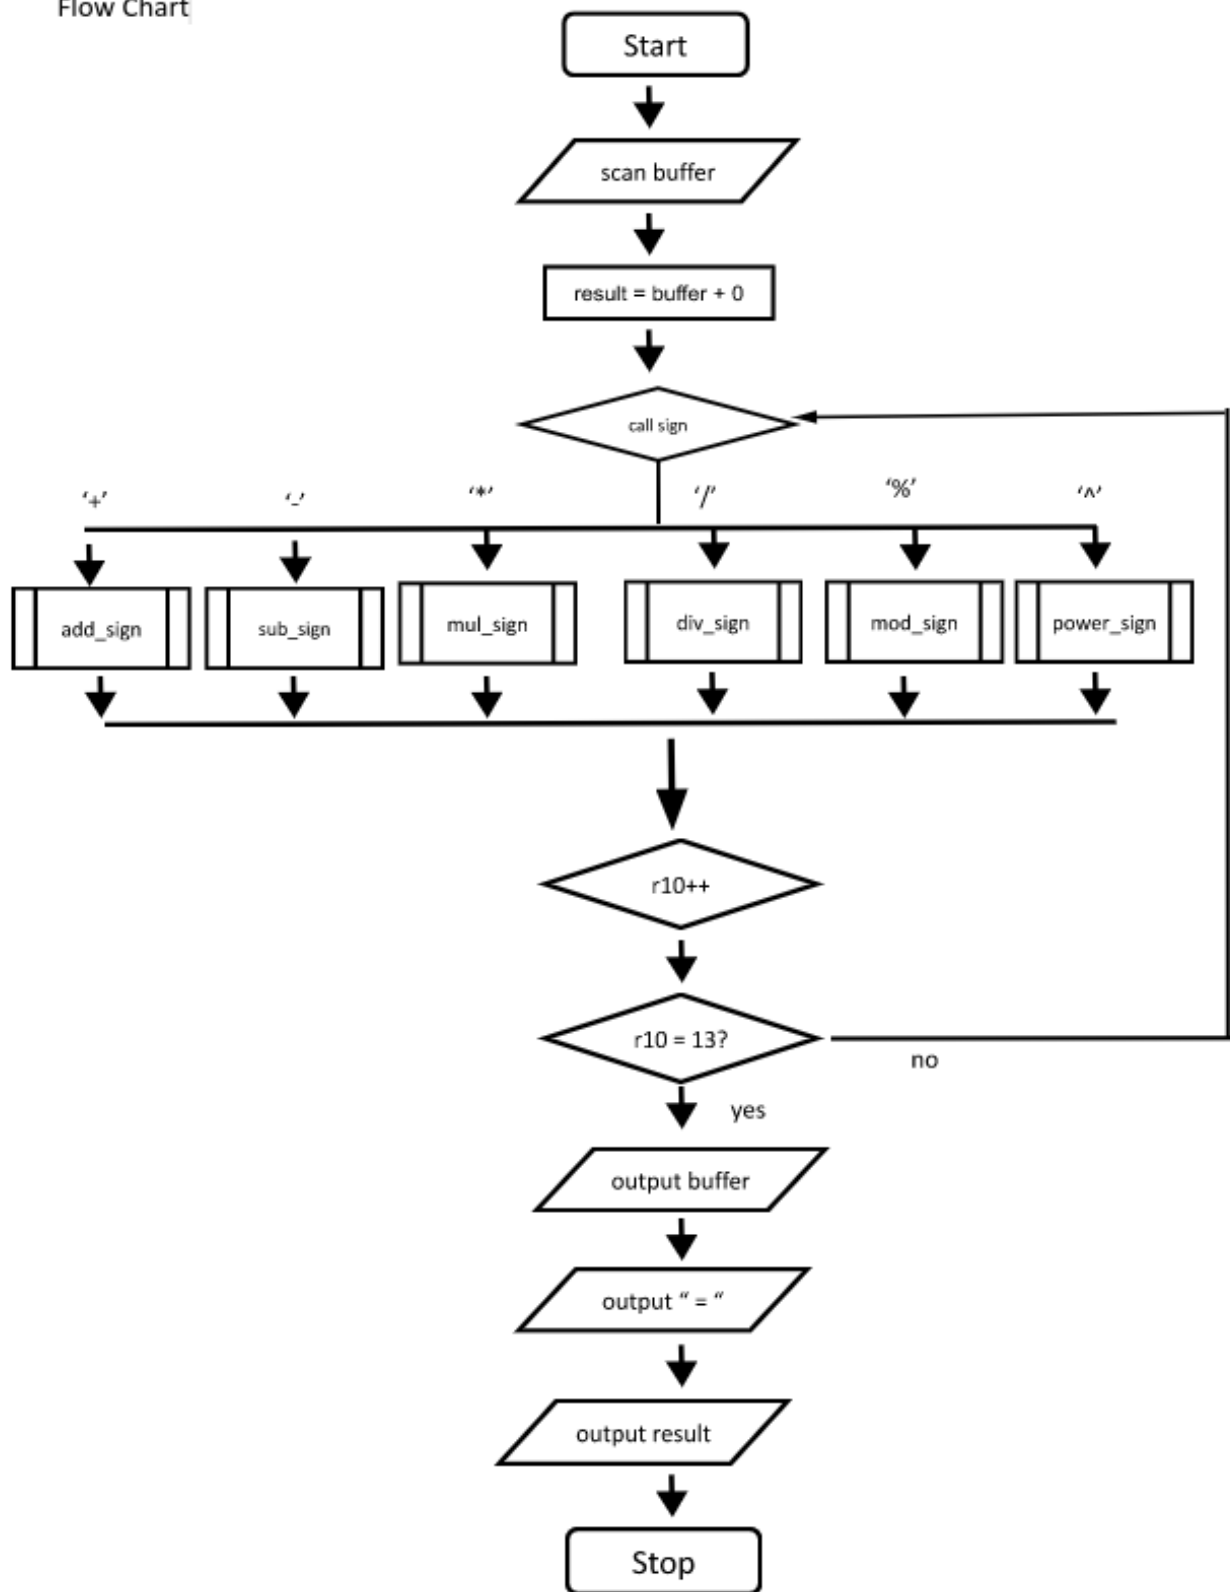 Flow Chart
Start
scan buffer
result = buffer + 0
call sign
‘+’ ‘-’ ‘*’ ‘/’ ‘%’ ‘^’
add_sign sub_sign mul_sign div_sign mod_sign power_sign
r10++
r10 = 13?
no
yes
output buffer
output “ = “
output result
Stop